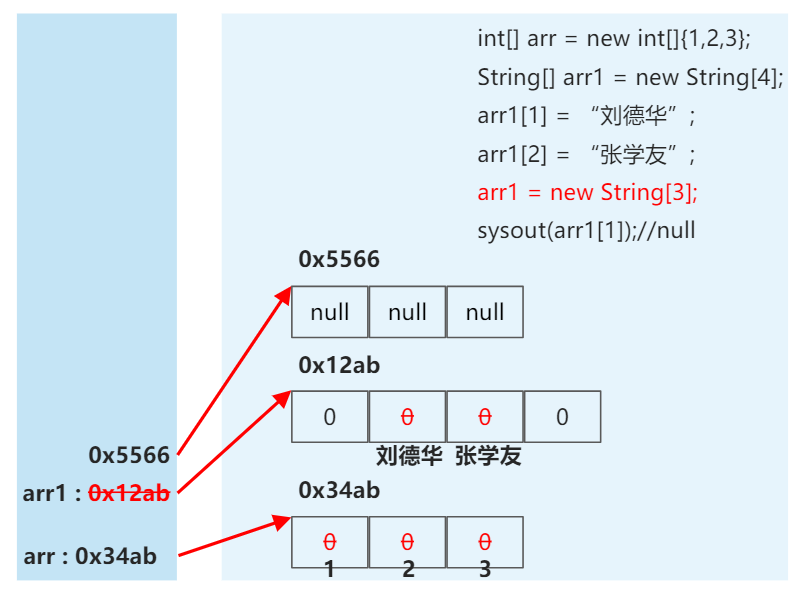 int[] arr = new int[]{1,2,3};
String[] arr1 = new String[4];
arr1[1] = “刘德华”;
arr1[2] = “张学友”;
arr1 = new String[3];
sysout(arr1[1]);//null
0x5566
null null null
0x12ab
0 0 0 0
刘德华 张学友
0x5566
arr1 : 0x12ab
0x34ab
0 0 0
1 2 3
arr : 0x34ab